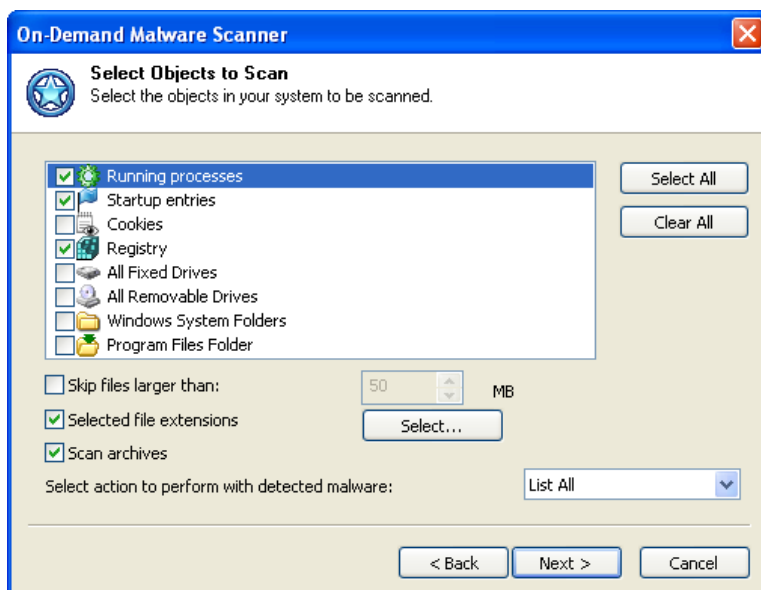 On-Demand Malware Scanner
Select Objects to Scan
Select the objects in your system to be scanned.
Running processes
Startup entries
Cookies
Registry
All Fixed Drives
All Removable Drives
Windows System Folders
Program Files Folder
Select All
Clear All
Skip files larger than: 50 MB
Selected file extensions Select...
Scan archives
Select action to perform with detected malware: List All
< Back Next > Cancel